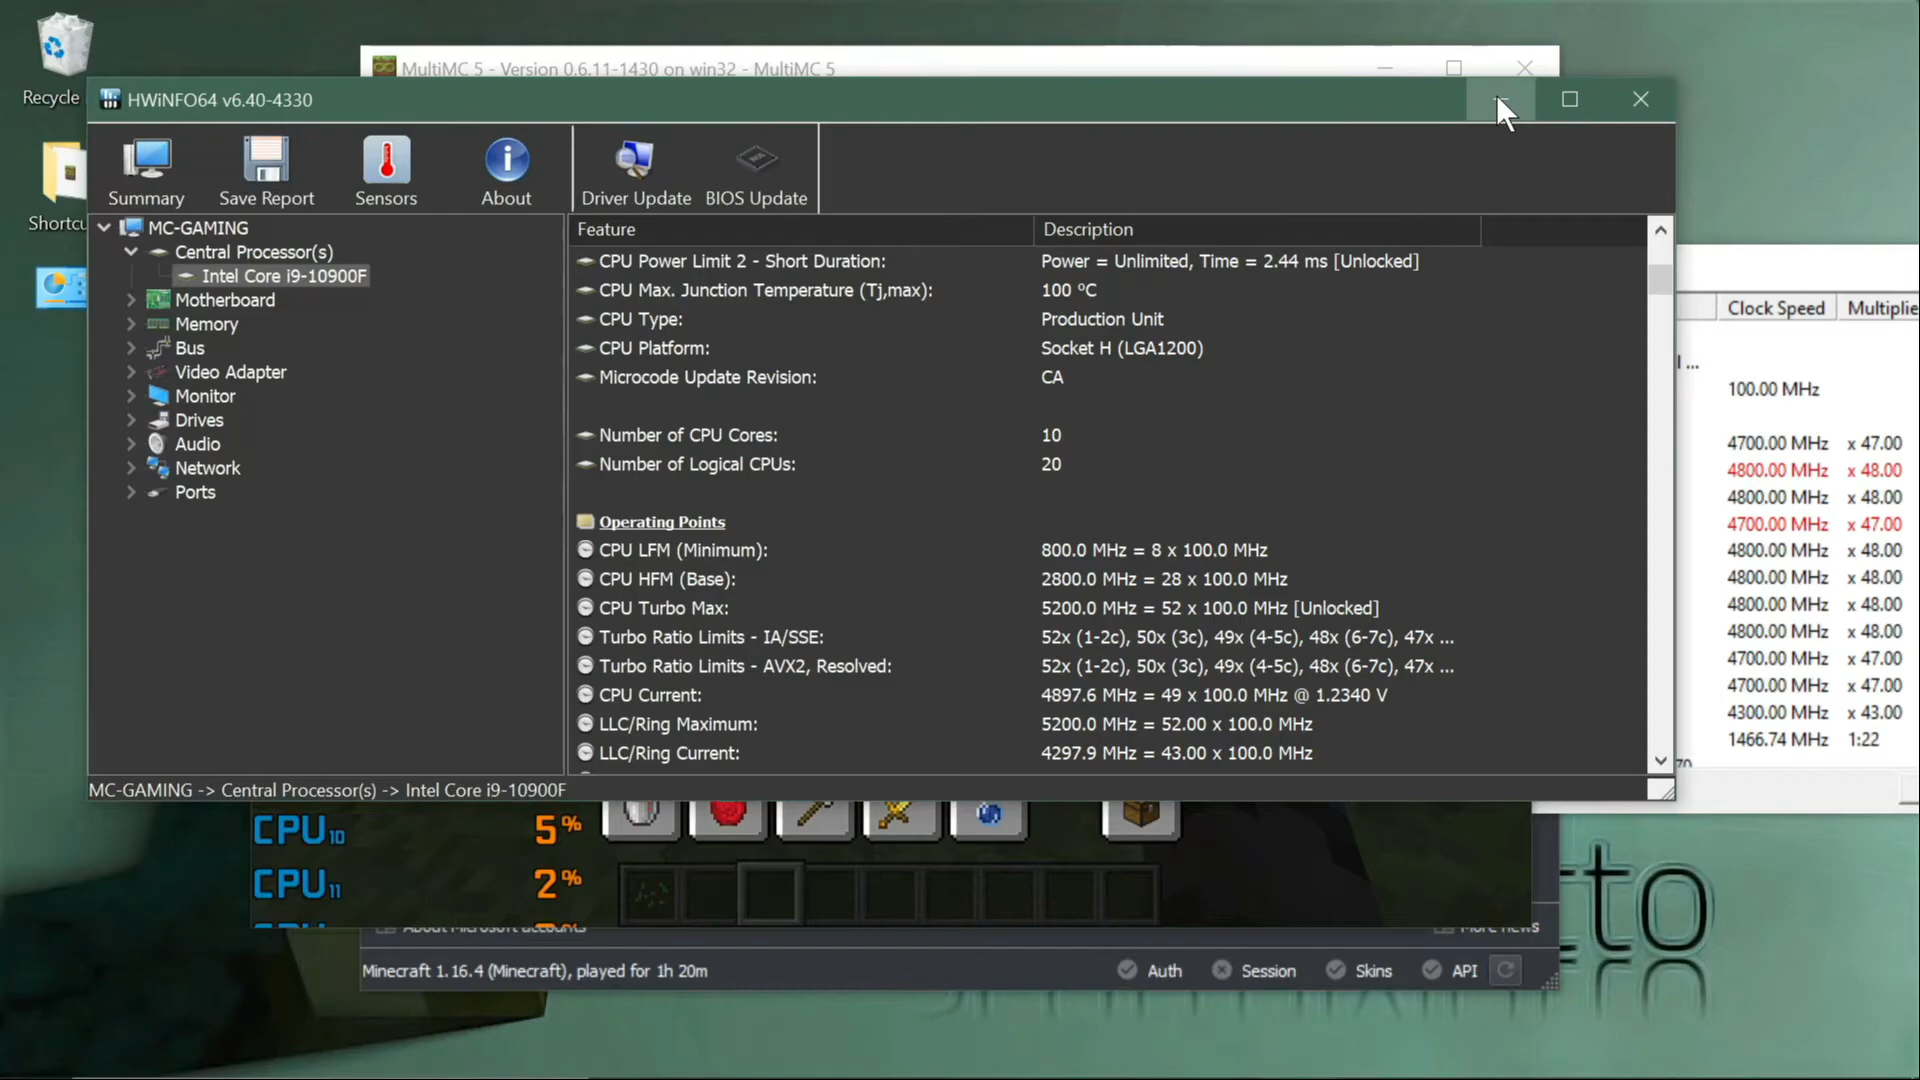 Recycle
Shortcu
MultiMC 5 - Version 0.6.11-1430 on win32 - MultiMC 5
HWiNFO64 v6.40-4330
Summary
Save Report
Sensors
About
Driver Update
BIOS Update
MC-GAMING
Central Processor(s)
Intel Core i9-10900F
Motherboard
Memory
Bus
Video Adapter
Monitor
Drives
Audio
Network
Ports
Feature Description
CPU Power Limit 2 - Short Duration: Power = Unlimited, Time = 2.44 ms [Unlocked]
CPU Max. Junction Temperature (Tj,max): 100 ºC
CPU Type: Production Unit
CPU Platform: Socket H (LGA1200)
Microcode Update Revision: CA
Number of CPU Cores: 10
Number of Logical CPUs: 20
Operating Points
CPU LFM (Minimum): 800.0 MHz = 8 x 100.0 MHz
CPU HFM (Base): 2800.0 MHz = 28 x 100.0 MHz
CPU Turbo Max: 5200.0 MHz = 52 x 100.0 MHz [Unlocked]
Turbo Ratio Limits - IA/SSE: 52x (1-2c), 50x (3c), 49x (4-5c), 48x (6-7c), 47x ...
Turbo Ratio Limits - AVX2, Resolved: 52x (1-2c), 50x (3c), 49x (4-5c), 48x (6-7c), 47x ...
CPU Current: 4897.6 MHz = 49 x 100.0 MHz @ 1.2340 V
LLC/Ring Maximum: 5200.0 MHz = 52.00 x 100.0 MHz
LLC/Ring Current: 4297.9 MHz = 43.00 x 100.0 MHz
MC-GAMING -> Central Processor(s) -> Intel Core i9-10900F
Clock Speed Multiplie
...
100.00 MHz
4700.00 MHz x 47.00
4800.00 MHz x 48.00
4800.00 MHz x 48.00
4700.00 MHz x 47.00
4800.00 MHz x 48.00
4800.00 MHz x 48.00
4800.00 MHz x 48.00
4800.00 MHz x 48.00
4700.00 MHz x 47.00
4700.00 MHz x 47.00
4300.00 MHz x 43.00
1466.74 MHz 1:22
CPU10 5%
CPU11 2%
About Microsoft accounts More news
Minecraft 1.16.4 (Minecraft), played for 1h 20m
Auth Session Skins API